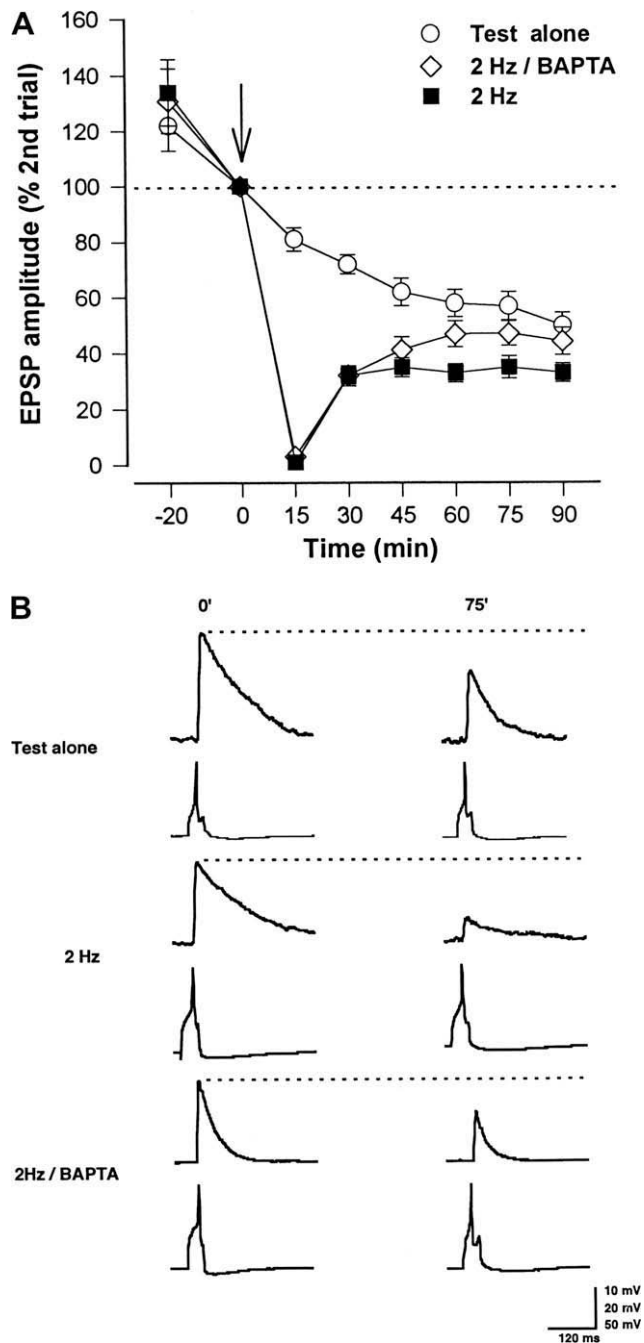 A
EPSP amplitude (% 2nd trial)
160
140
120
100
80
60
40
20
0
Test alone
2 Hz / BAPTA
2 Hz
-20 0 15 30 45 60 75 90
Time (min)
B
0' 75'
Test alone
2 Hz
2Hz / BAPTA
10 mV
20 mV
50 mV
120 ms